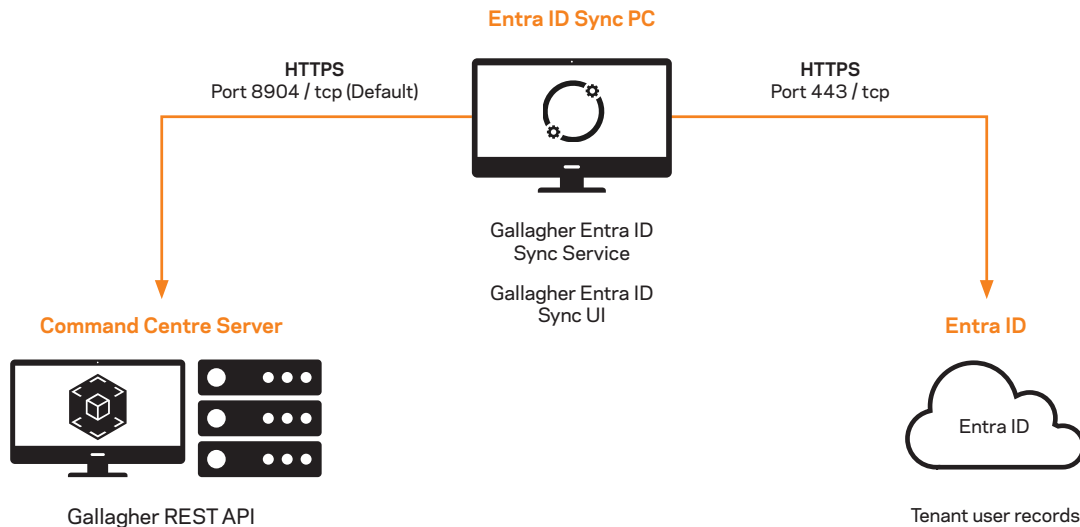 Entra ID Sync PC
HTTPS
Port 8904 / tcp (Default)
HTTPS
Port 443 / tcp
Gallagher Entra ID
Sync Service
Gallagher Entra ID
Sync UI
Command Centre Server
Gallagher REST API
Entra ID
Entra ID
Tenant user records